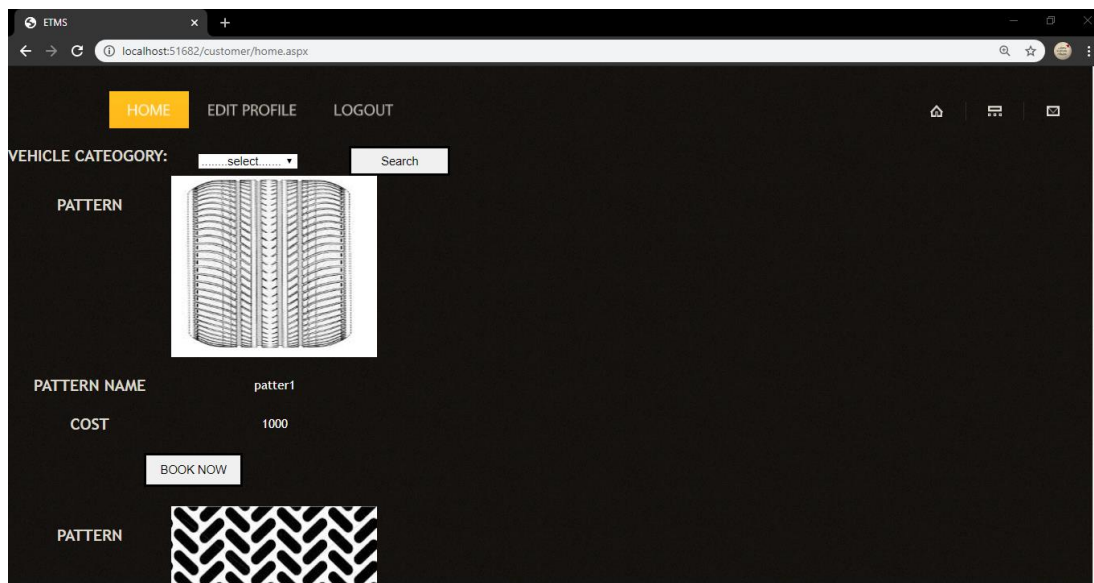 ETMS
localhost:51682/customer/home.aspx
HOME EDIT PROFILE LOGOUT
VEHICLE CATEOGORY: ........select....... Search
PATTERN
PATTERN NAME patter1
COST 1000
BOOK NOW
PATTERN